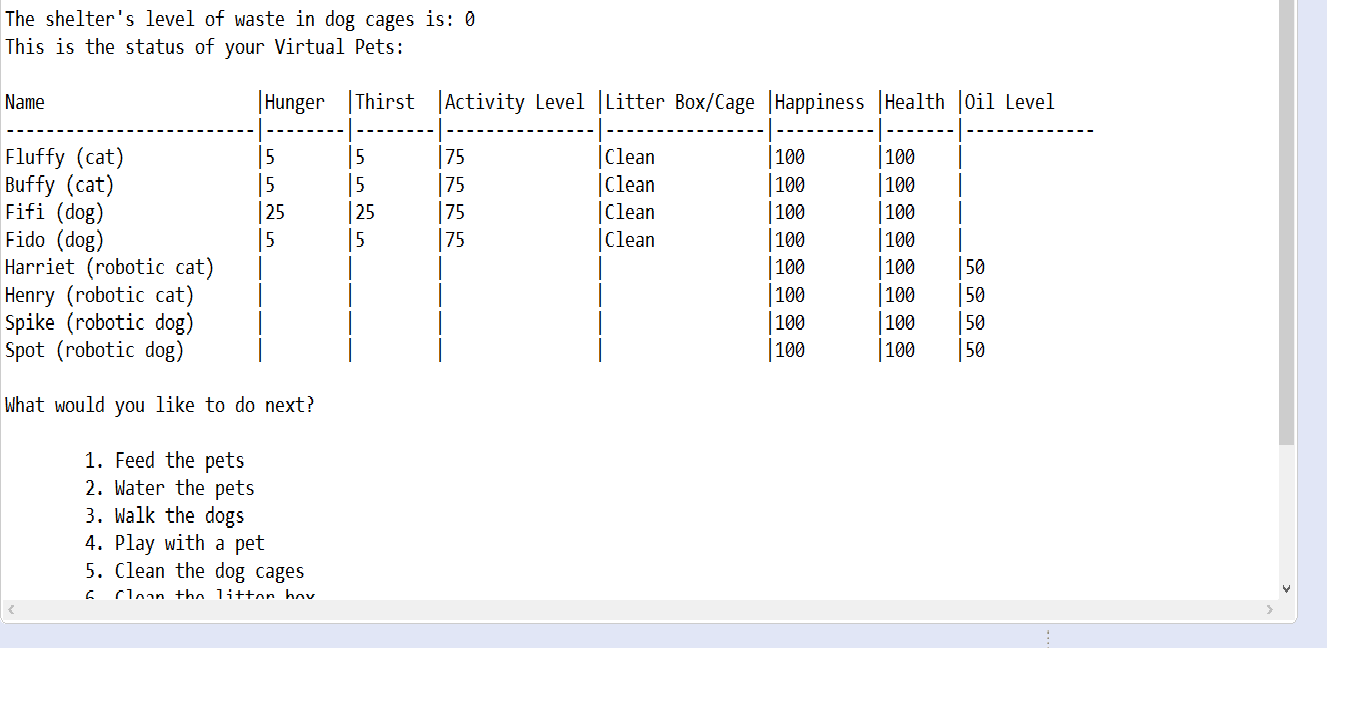 The shelter's level of waste in dog cages is: 0
This is the status of your Virtual Pets:
Name                     |Hunger  |Thirst  |Activity Level |Litter Box/Cage |Happiness |Health |Oil Level
-------------------------|--------|--------|---------------|----------------|----------|-------|-------------
Fluffy (cat)             |5       |5       |75             |Clean           |100       |100    |
Buffy (cat)              |5       |5       |75             |Clean           |100       |100    |
Fifi (dog)               |25      |25      |75             |Clean           |100       |100    |
Fido (dog)               |5       |5       |75             |Clean           |100       |100    |
Harriet (robotic cat)    |        |        |               |                |100       |100    |50
Henry (robotic cat)      |        |        |               |                |100       |100    |50
Spike (robotic dog)      |        |        |               |                |100       |100    |50
Spot (robotic dog)       |        |        |               |                |100       |100    |50
What would you like to do next?
1. Feed the pets
2. Water the pets
3. Walk the dogs
4. Play with a pet
5. Clean the dog cages
6. Clean the litter box